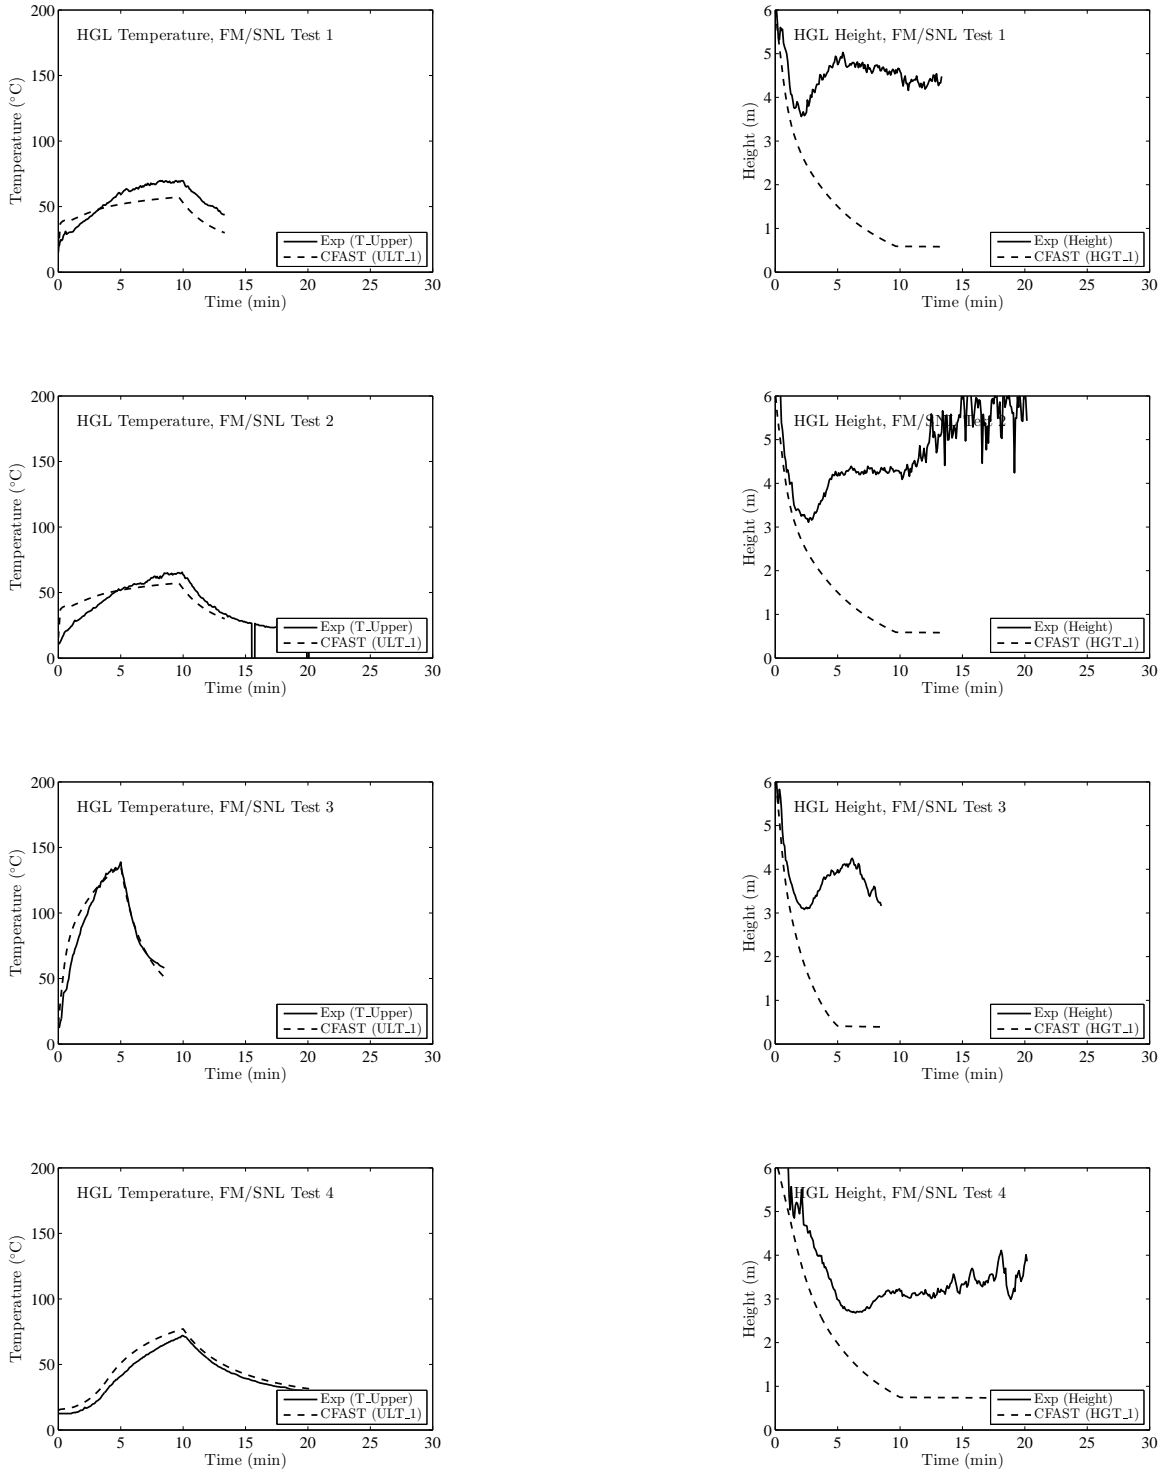 HGL Temperature, FM/SNL Test 1
Temperature (°C)
200
150
100
50
0
0 5 10 15 20 25 30
Time (min)
Exp (T_Upper)
CFAST (ULT_1)
HGL Height, FM/SNL Test 1
Height (m)
6
5
4
3
2
1
0
0 5 10 15 20 25 30
Time (min)
Exp (Height)
CFAST (HGT_1)
HGL Temperature, FM/SNL Test 2
Temperature (°C)
200
150
100
50
0
0 5 10 15 20 25 30
Time (min)
Exp (T_Upper)
CFAST (ULT_1)
HGL Height, FM/SNL Test 2
Height (m)
6
5
4
3
2
1
0
0 5 10 15 20 25 30
Time (min)
Exp (Height)
CFAST (HGT_1)
HGL Temperature, FM/SNL Test 3
Temperature (°C)
200
150
100
50
0
0 5 10 15 20 25 30
Time (min)
Exp (T_Upper)
CFAST (ULT_1)
HGL Height, FM/SNL Test 3
Height (m)
6
5
4
3
2
1
0
0 5 10 15 20 25 30
Time (min)
Exp (Height)
CFAST (HGT_1)
HGL Temperature, FM/SNL Test 4
Temperature (°C)
200
150
100
50
0
0 5 10 15 20 25 30
Time (min)
Exp (T_Upper)
CFAST (ULT_1)
HGL Height, FM/SNL Test 4
Height (m)
6
5
4
3
2
1
0
0 5 10 15 20 25 30
Time (min)
Exp (Height)
CFAST (HGT_1)